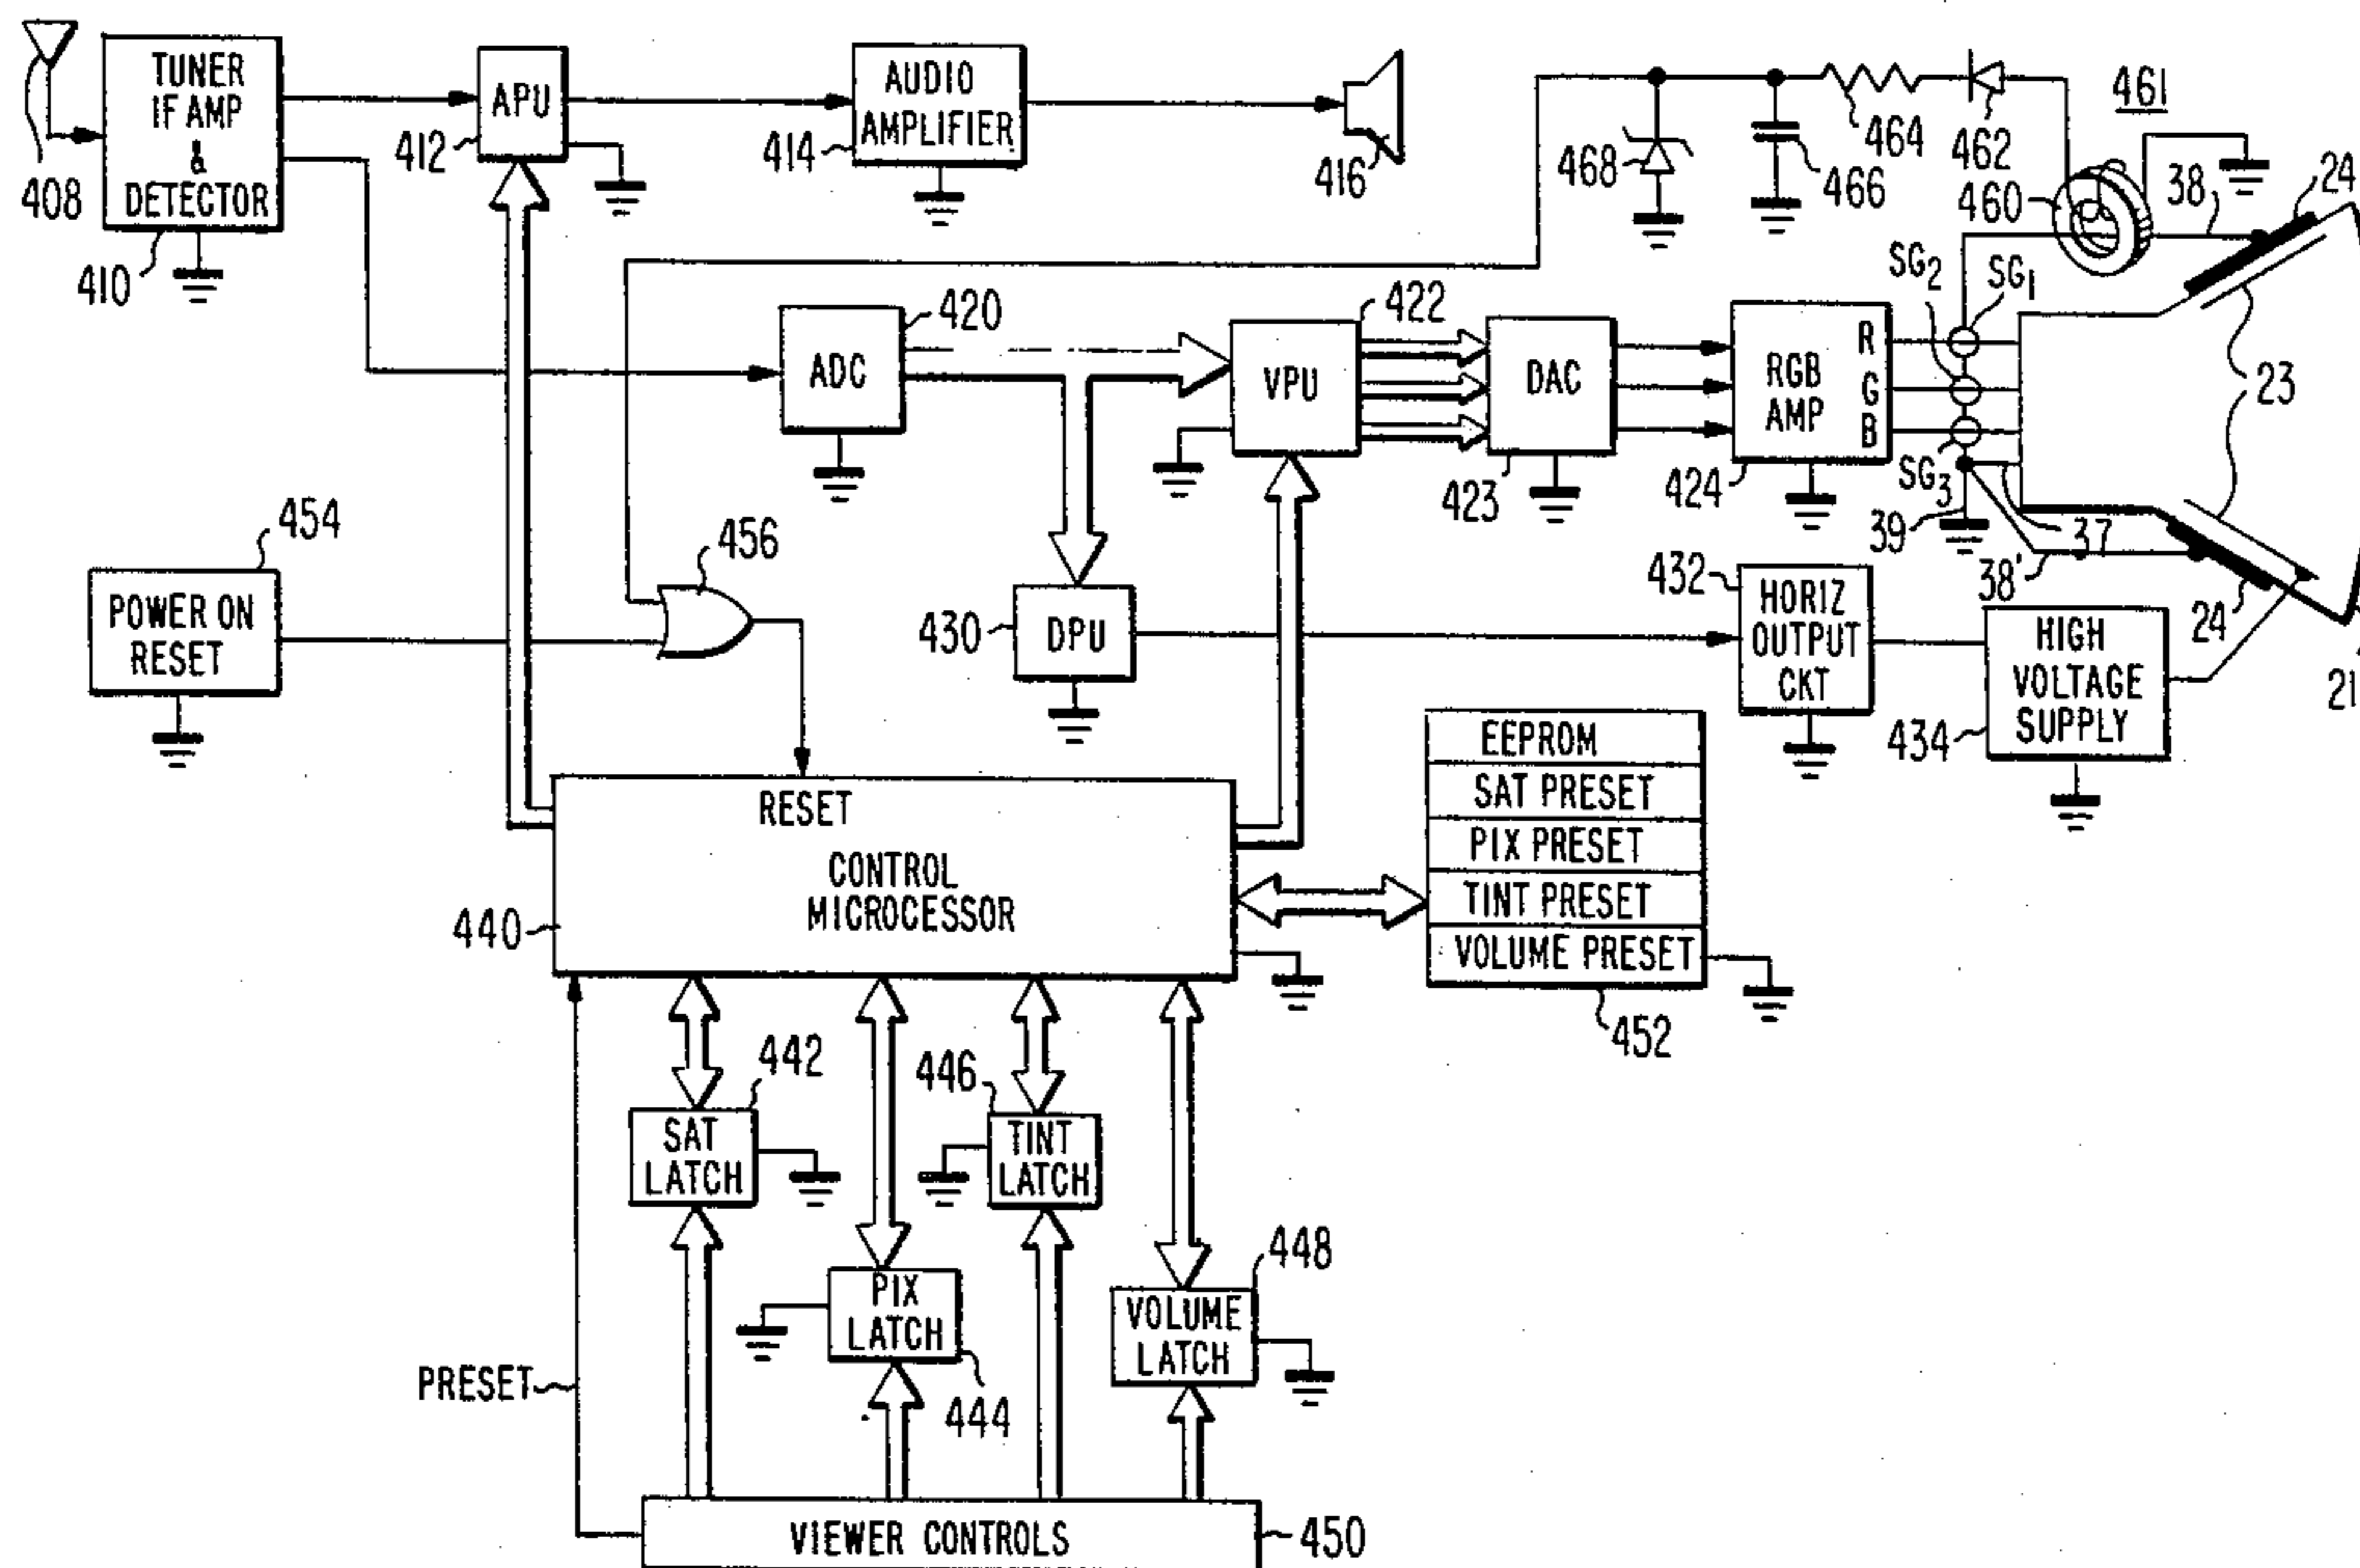 TUNER
IF AMP
&
DETECTOR
408
410
APU
412
AUDIO
AMPLIFIER
414
416
468
466
464
462
461
460
38
24
SG2
SG1
ADC
420
VPU
422
DAC
423
RGB
AMP
R
G
B
424
SG3
39
37
38'
23
24
21
454
POWER ON
RESET
456
430
DPU
432
HORIZ
OUTPUT
CKT
HIGH
VOLTAGE
SUPPLY
434
RESET
CONTROL
MICROCESSOR
440
EEPROM
SAT PRESET
PIX PRESET
TINT PRESET
VOLUME PRESET
452
442
SAT
LATCH
446
TINT
LATCH
PIX
LATCH
444
448
VOLUME
LATCH
PRESET
VIEWER CONTROLS
450